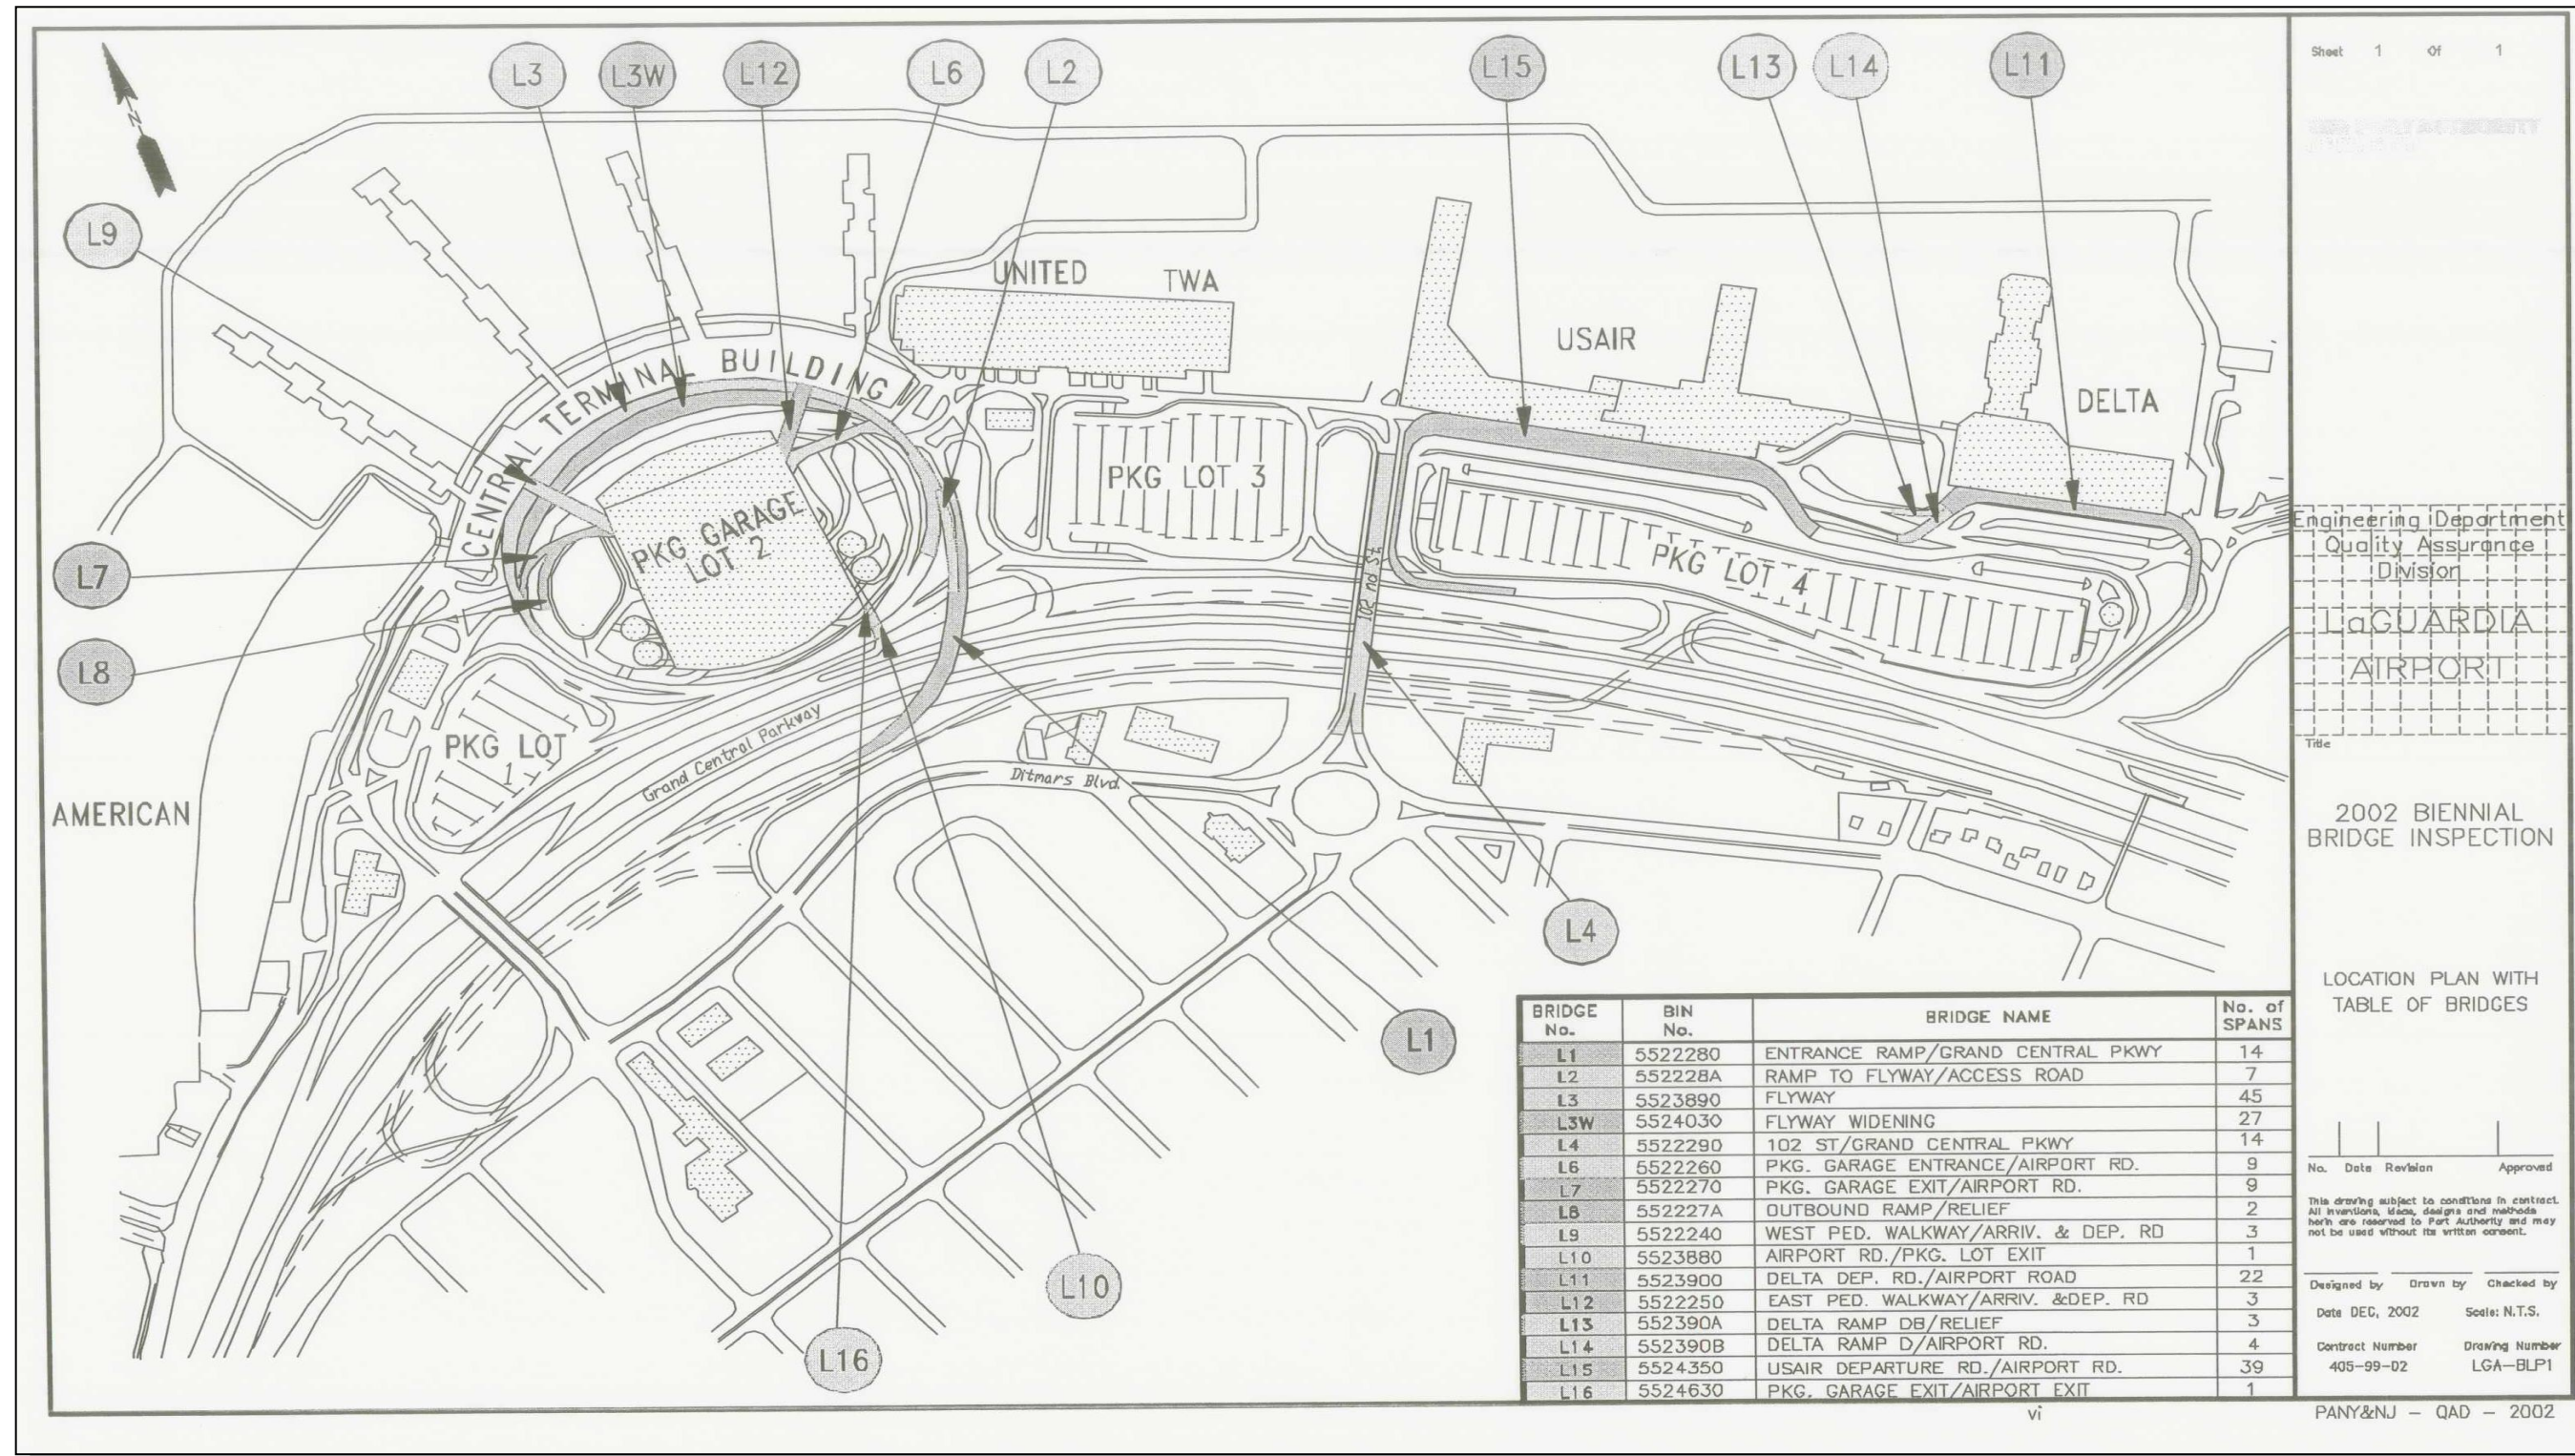 L3
L3W
L12
L6
L2
L15
L13
L14
L11
N
L9
UNITED
TWA
USAIR
DELTA
CENTRAL TERMINAL BUILDING
PKG LOT 3
PKG GARAGE
LOT 2
PKG LOT 4
102 nd St.
L7
L8
PKG LOT
1
Grand Central Parkway
Ditmars Blvd.
AMERICAN
L4
L1
L10
L16
BRIDGE No. BIN No. BRIDGE NAME No. of SPANS
L1 5522280 ENTRANCE RAMP/GRAND CENTRAL PKWY 14
L2 552228A RAMP TO FLYWAY/ACCESS ROAD 7
L3 5523890 FLYWAY 45
L3W 5524030 FLYWAY WIDENING 27
L4 5522290 102 ST/GRAND CENTRAL PKWY 14
L6 5522260 PKG. GARAGE ENTRANCE/AIRPORT RD. 9
L7 5522270 PKG. GARAGE EXIT/AIRPORT RD. 9
L8 552227A OUTBOUND RAMP/RELIEF 2
L9 5522240 WEST PED. WALKWAY/ARRIV. & DEP. RD 3
L10 5523880 AIRPORT RD./PKG. LOT EXIT 1
L11 5523900 DELTA DEP. RD./AIRPORT ROAD 22
L12 5522250 EAST PED. WALKWAY/ARRIV. &DEP. RD 3
L13 552390A DELTA RAMP DB/RELIEF 3
L14 552390B DELTA RAMP D/AIRPORT RD. 4
L15 5524350 USAIR DEPARTURE RD./AIRPORT RD. 39
L16 5524630 PKG. GARAGE EXIT/AIRPORT EXIT 1
vi
Sheet 1 Of 1
Engineering Department
Quality Assurance
Division
LaGUARDIA
AIRPORT
Title
2002 BIENNIAL
BRIDGE INSPECTION
LOCATION PLAN WITH
TABLE OF BRIDGES
No. Date Revision Approved
This drawing subject to conditions in contract.
All inventions, ideas, designs and methods
herin are reserved to Port Authority and may
not be used without its written consent.
Designed by Drawn by Checked by
Date DEC, 2002 Scale: N.T.S.
Contract Number Drawing Number
405-99-02 LGA-BLP1
PANY&NJ - QAD - 2002